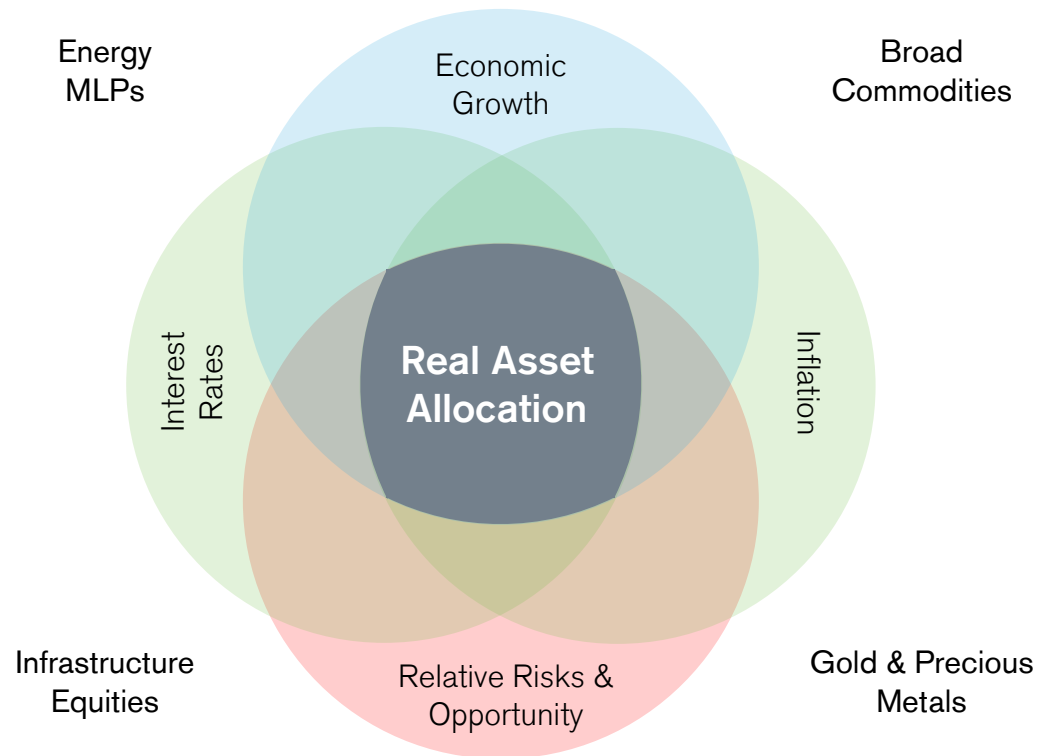 Energy
MLPs
Economic
Growth
Broad
Commodities
Interest
Rates
Real Asset
Allocation
Inflation
Infrastructure
Equities
Relative Risks &
Opportunity
Gold & Precious
Metals